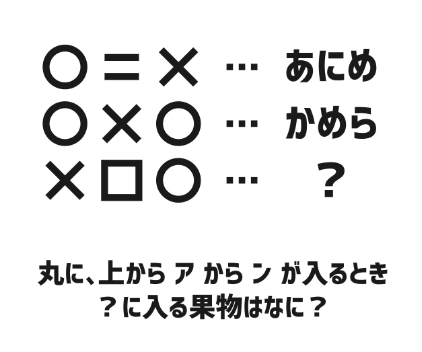 ○=× … あにめ
○×○ … かめら
×□○ … ？
丸に、上から ア から ン が入るとき
？に入る果物はなに？